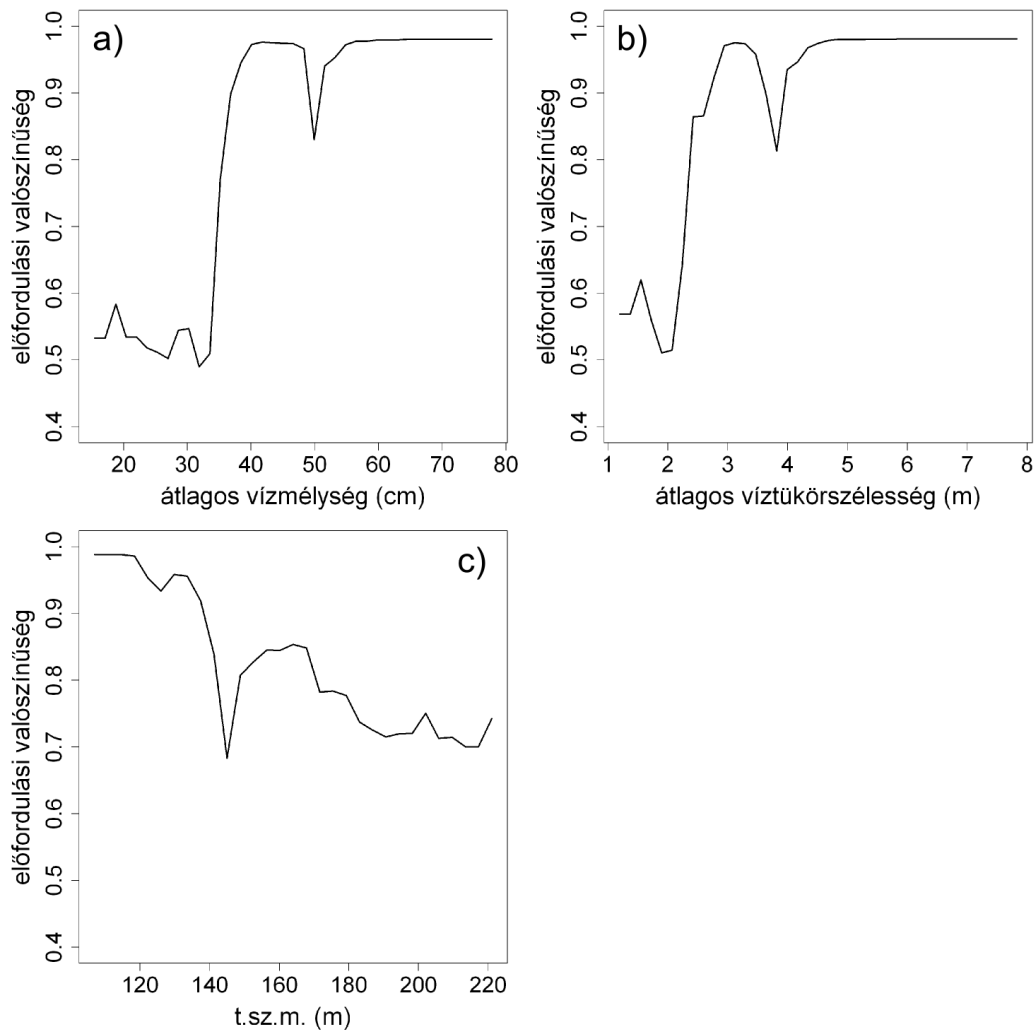 a)
előfordulási valószínűség
1.0
0.9
0.8
0.7
0.6
0.5
0.4
20 30 40 50 60 70 80
átlagos vízmélység (cm)
b)
előfordulási valószínűség
1.0
0.9
0.8
0.7
0.6
0.5
0.4
1 2 3 4 5 6 7 8
átlagos víztükörszélesség (m)
c)
előfordulási valószínűség
1.0
0.9
0.8
0.7
0.6
0.5
0.4
120 140 160 180 200 220
t.sz.m. (m)